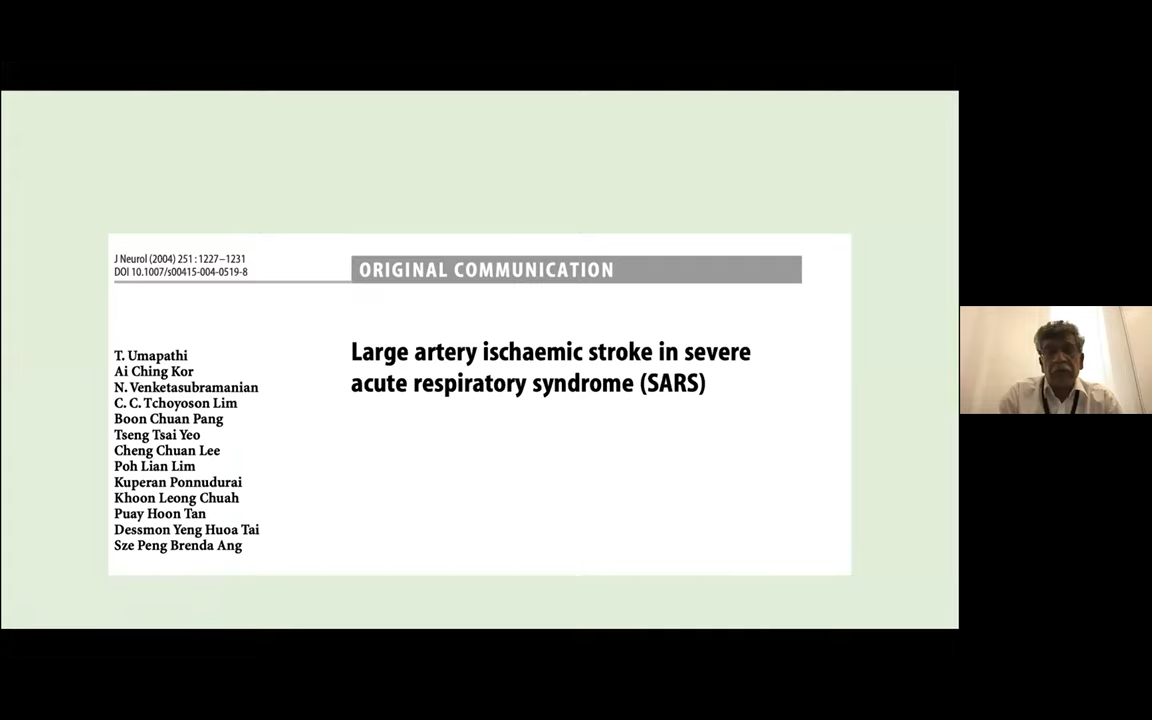 J Neurol (2004) 251 : 1227–1231
DOI 10.1007/s00415-004-0519-8
ORIGINAL COMMUNICATION
T. Umapathi
Ai Ching Kor
N. Venketasubramanian
C. C. Tchoyoson Lim
Boon Chuan Pang
Tseng Tsai Yeo
Cheng Chuan Lee
Poh Lian Lim
Kuperan Ponnudurai
Khoon Leong Chuah
Puay Hoon Tan
Dessmon Yeng Huoa Tai
Sze Peng Brenda Ang
Large artery ischaemic stroke in severe
acute respiratory syndrome (SARS)